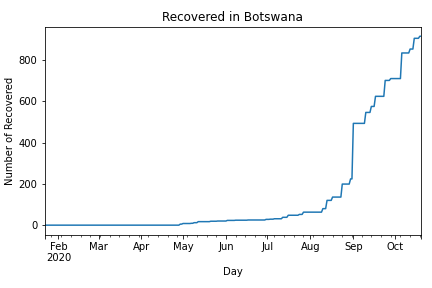 Recovered in Botswana
Number of Recovered
800
600
400
200
0
Feb Mar Apr May Jun Jul Aug Sep Oct
2020
Day